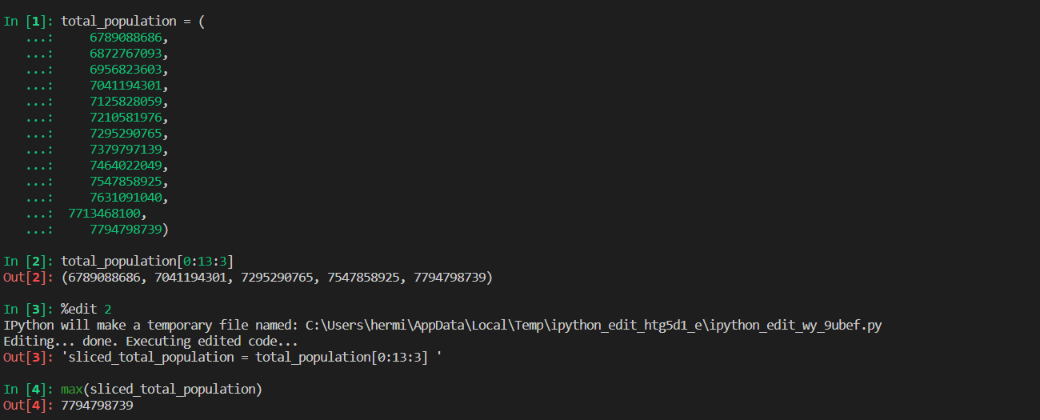 In [1]: total_population = (
   ...:     6789088686,
   ...:     6872767093,
   ...:     6956823603,
   ...:     7041194301,
   ...:     7125828059,
   ...:     7210581976,
   ...:     7295290765,
   ...:     7379797139,
   ...:     7464022049,
   ...:     7547858925,
   ...:     7631091040,
   ...:  7713468100,
   ...:     7794798739)
In [2]: total_population[0:13:3]
Out[2]: (6789088686, 7041194301, 7295290765, 7547858925, 7794798739)
In [3]: %edit 2
IPython will make a temporary file named: C:\Users\hermi\AppData\Local\Temp\ipython_edit_htg5d1_e\ipython_edit_wy_9ubef.py
Editing... done. Executing edited code...
Out[3]: 'sliced_total_population = total_population[0:13:3] '
In [4]: max(sliced_total_population)
Out[4]: 7794798739